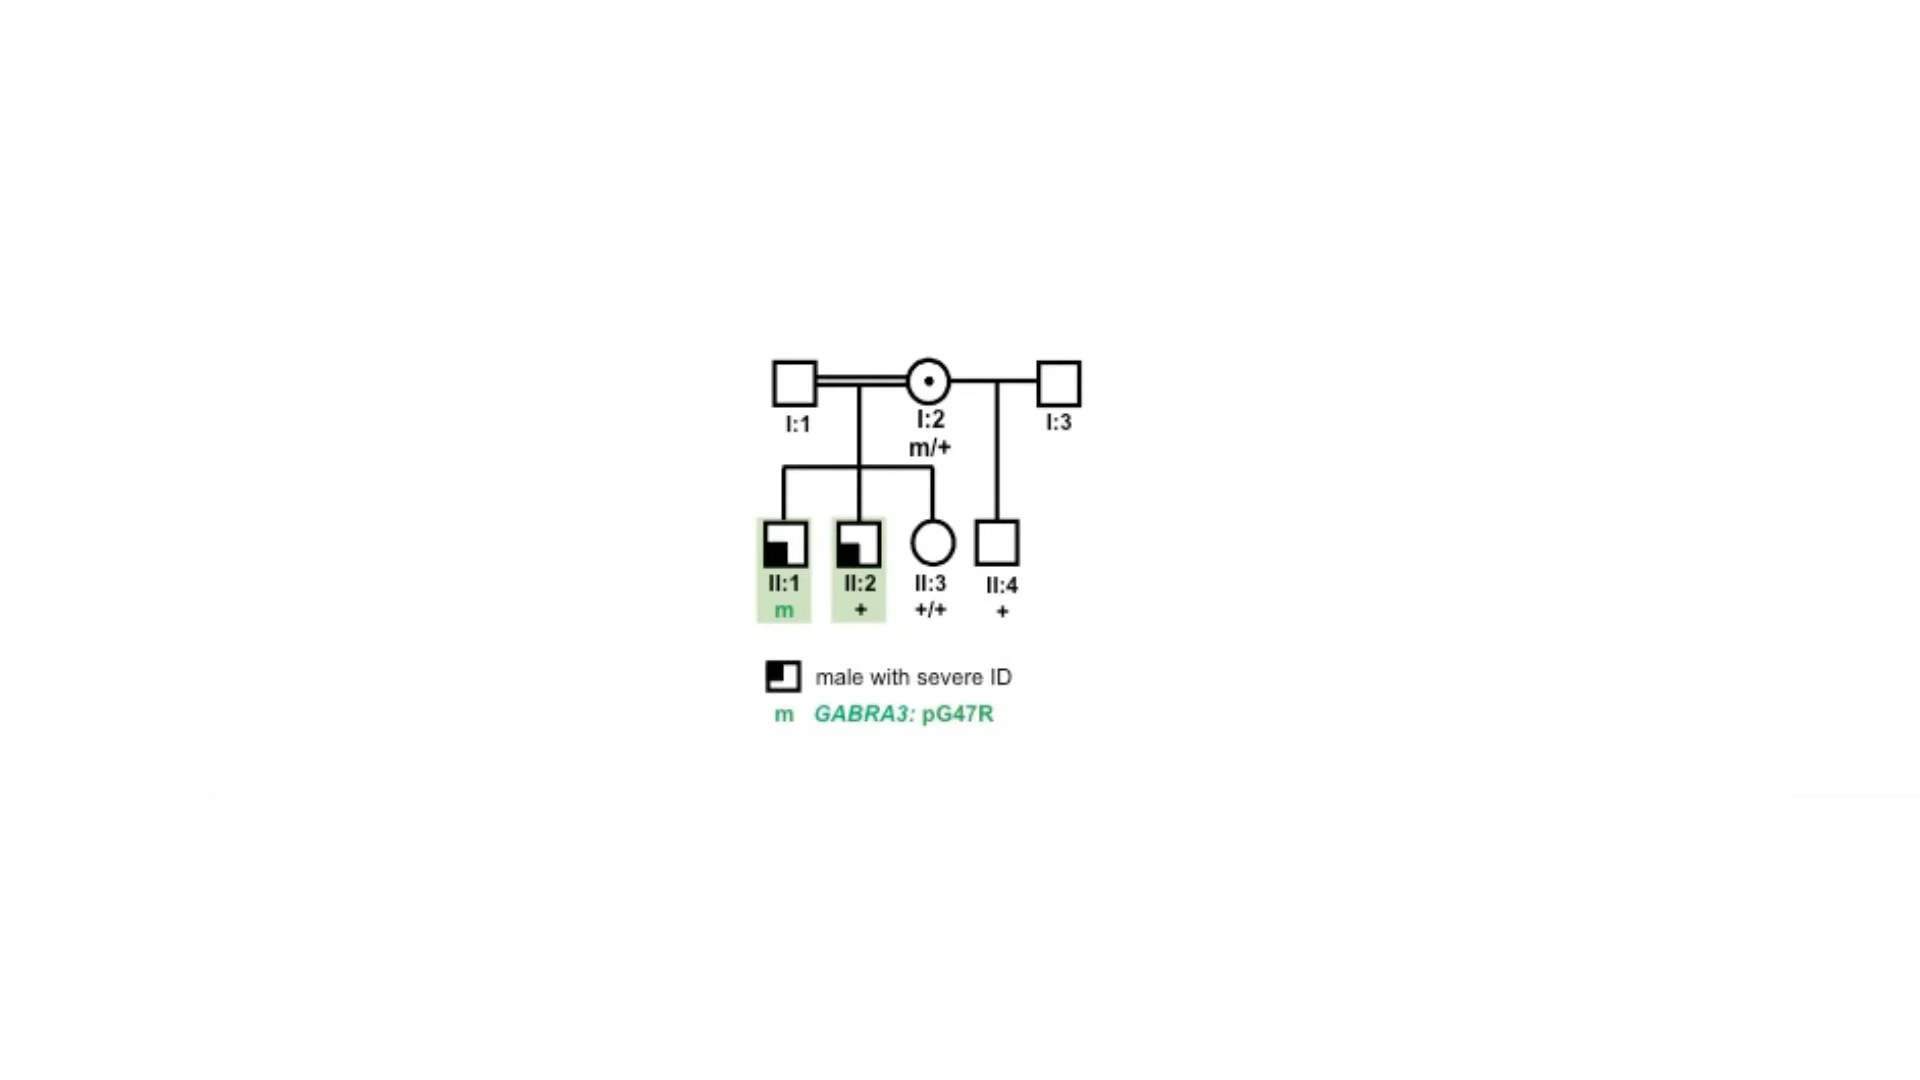 I:1 I:2 I:3
m/+
II:1 II:2 II:3 II:4
m + +/+ +
male with severe ID
m GABRA3: pG47R